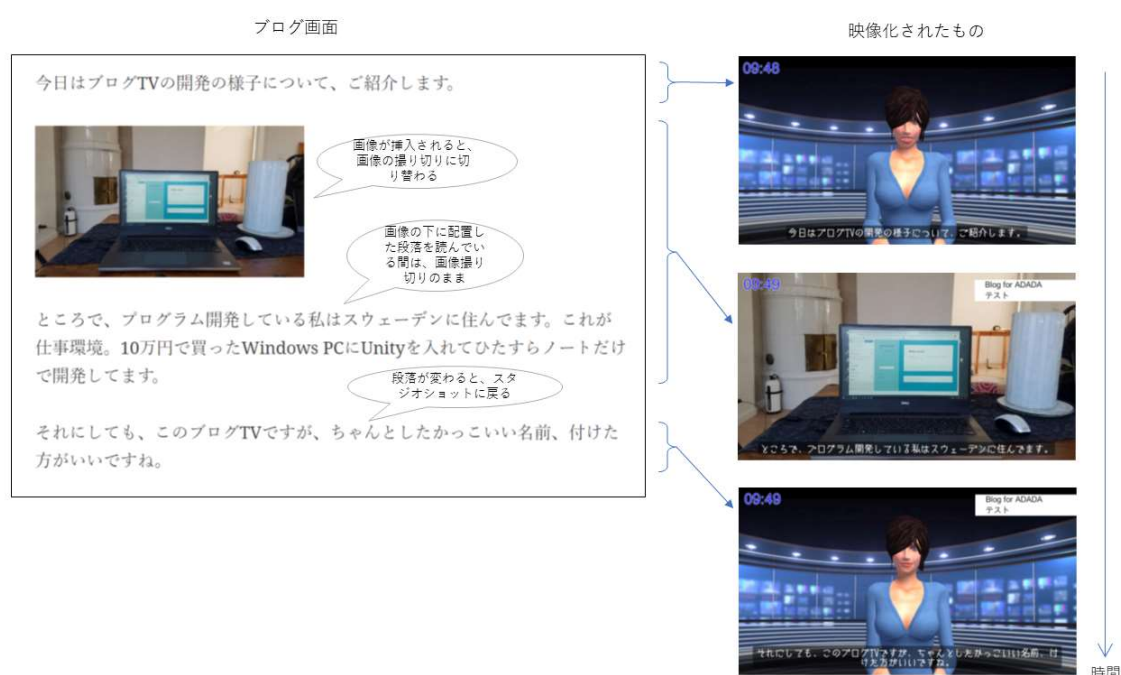 ブログ画面
映像化されたもの
今日はブログTVの開発の様子について、ご紹介します。
画像が挿入されると、
画像の撮り切りに切
り替わる
画像の下に配置し
た段落を読んでい
る間は、画像撮り
切りのまま
ところで、プログラム開発している私はスウェーデンに住んでます。これが
仕事環境。10万円で買ったWindows PCにUnityを入れてひたすらノートだけ
で開発してます。
段落が変わると、スタ
ジオショットに戻る
それにしても、このブログTVですが、ちゃんとしたかっこいい名前、付けた
方がいいですね。
09:48
今日はブログTVの開発の様子について、ご紹介します。
09:49
Blog for ADADA
テスト
ところで、プログラム開発している私はスウェーデンに住んでます。
09:49
Blog for ADADA
テスト
それにしても、このブログTVですが、ちゃんとしたかっこいい名前、付
けた方がいいですね。
時間